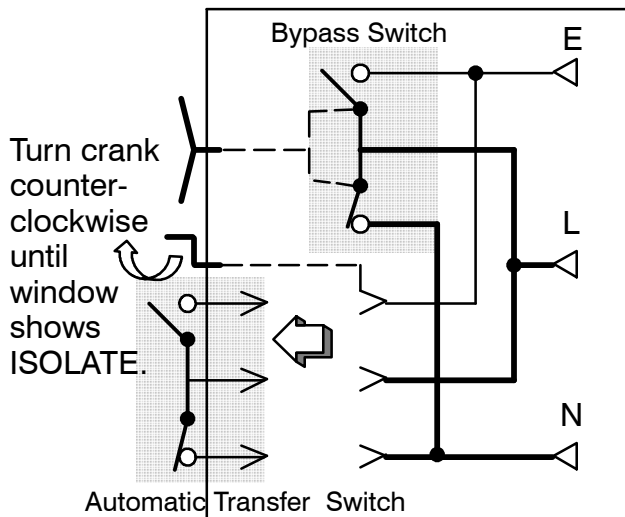 Bypass Switch
E
Turn crank
counter-
clockwise
until
window
shows
ISOLATE.
L
N
Automatic Transfer Switch